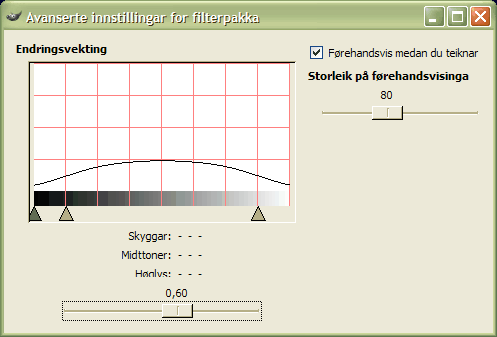 Avanserte innstillingar for filterpakka
Endringsvekting
Førehandsvis medan du teiknar
Storleik på førehandsvisinga
80
Skyggar: - - -
Midttoner: - - -
Høglys: - - -
0,60